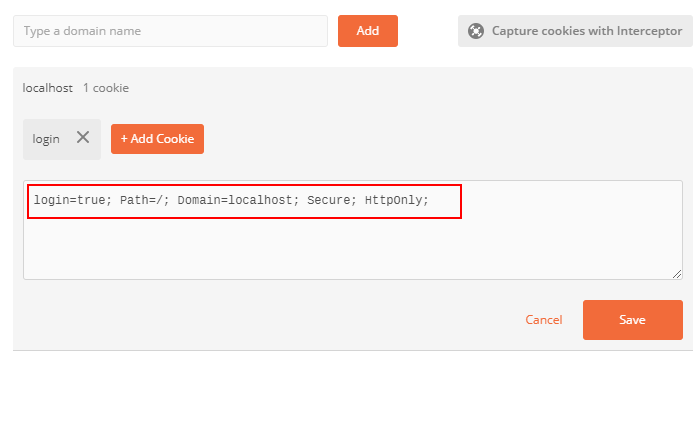 Type a domain name
Add
Capture cookies with Interceptor
localhost 1 cookie
login
+ Add Cookie
login=true; Path=/; Domain=localhost; Secure; HttpOnly;
Cancel
Save